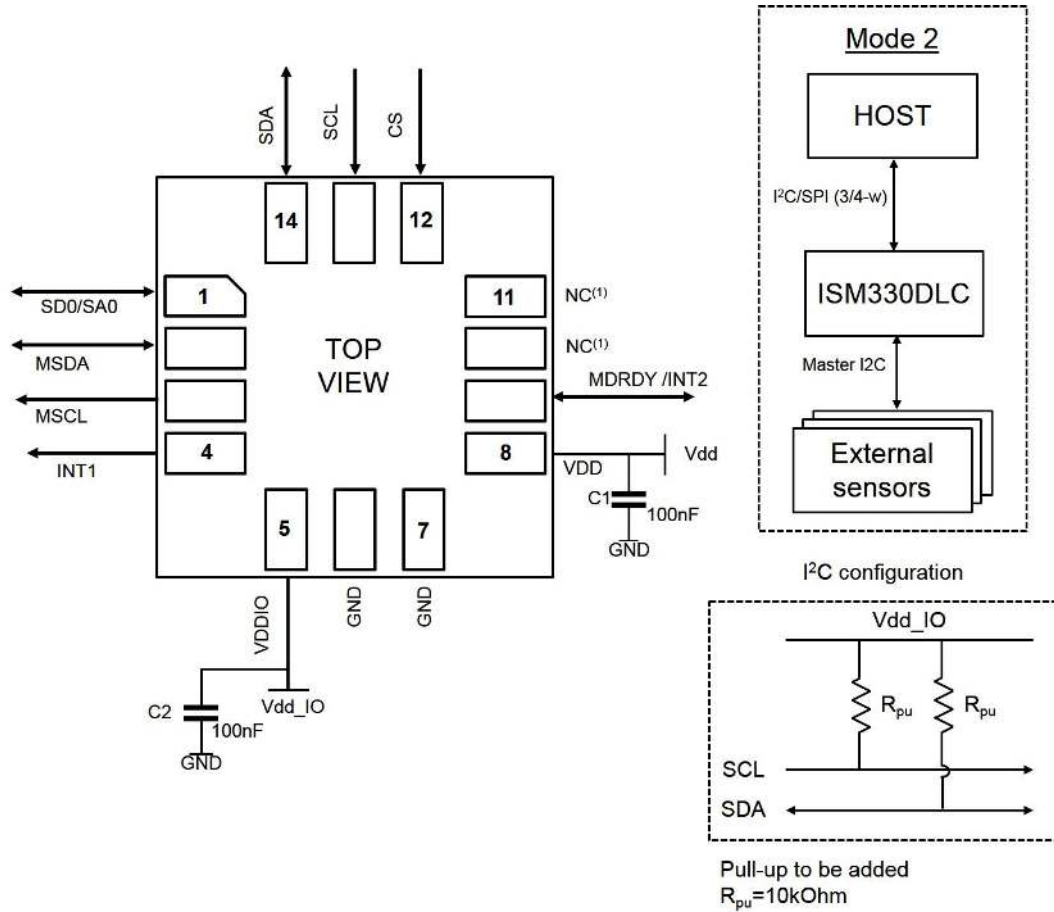 SDA
SCL
CS
14
12
1
11
NC(1)
SD0/SA0
NC(1)
MSDA
TOP
VIEW
MDRDY /INT2
MSCL
4
8
INT1
VDD
Vdd
C1
100nF
GND
5
7
VDDIO
GND
GND
C2
100nF
Vdd_IO
GND
Mode 2
HOST
I²C/SPI (3/4-w)
ISM330DLC
Master I2C
External
sensors
I²C configuration
Vdd_IO
Rpu
Rpu
SCL
SDA
Pull-up to be added
Rpu=10kOhm